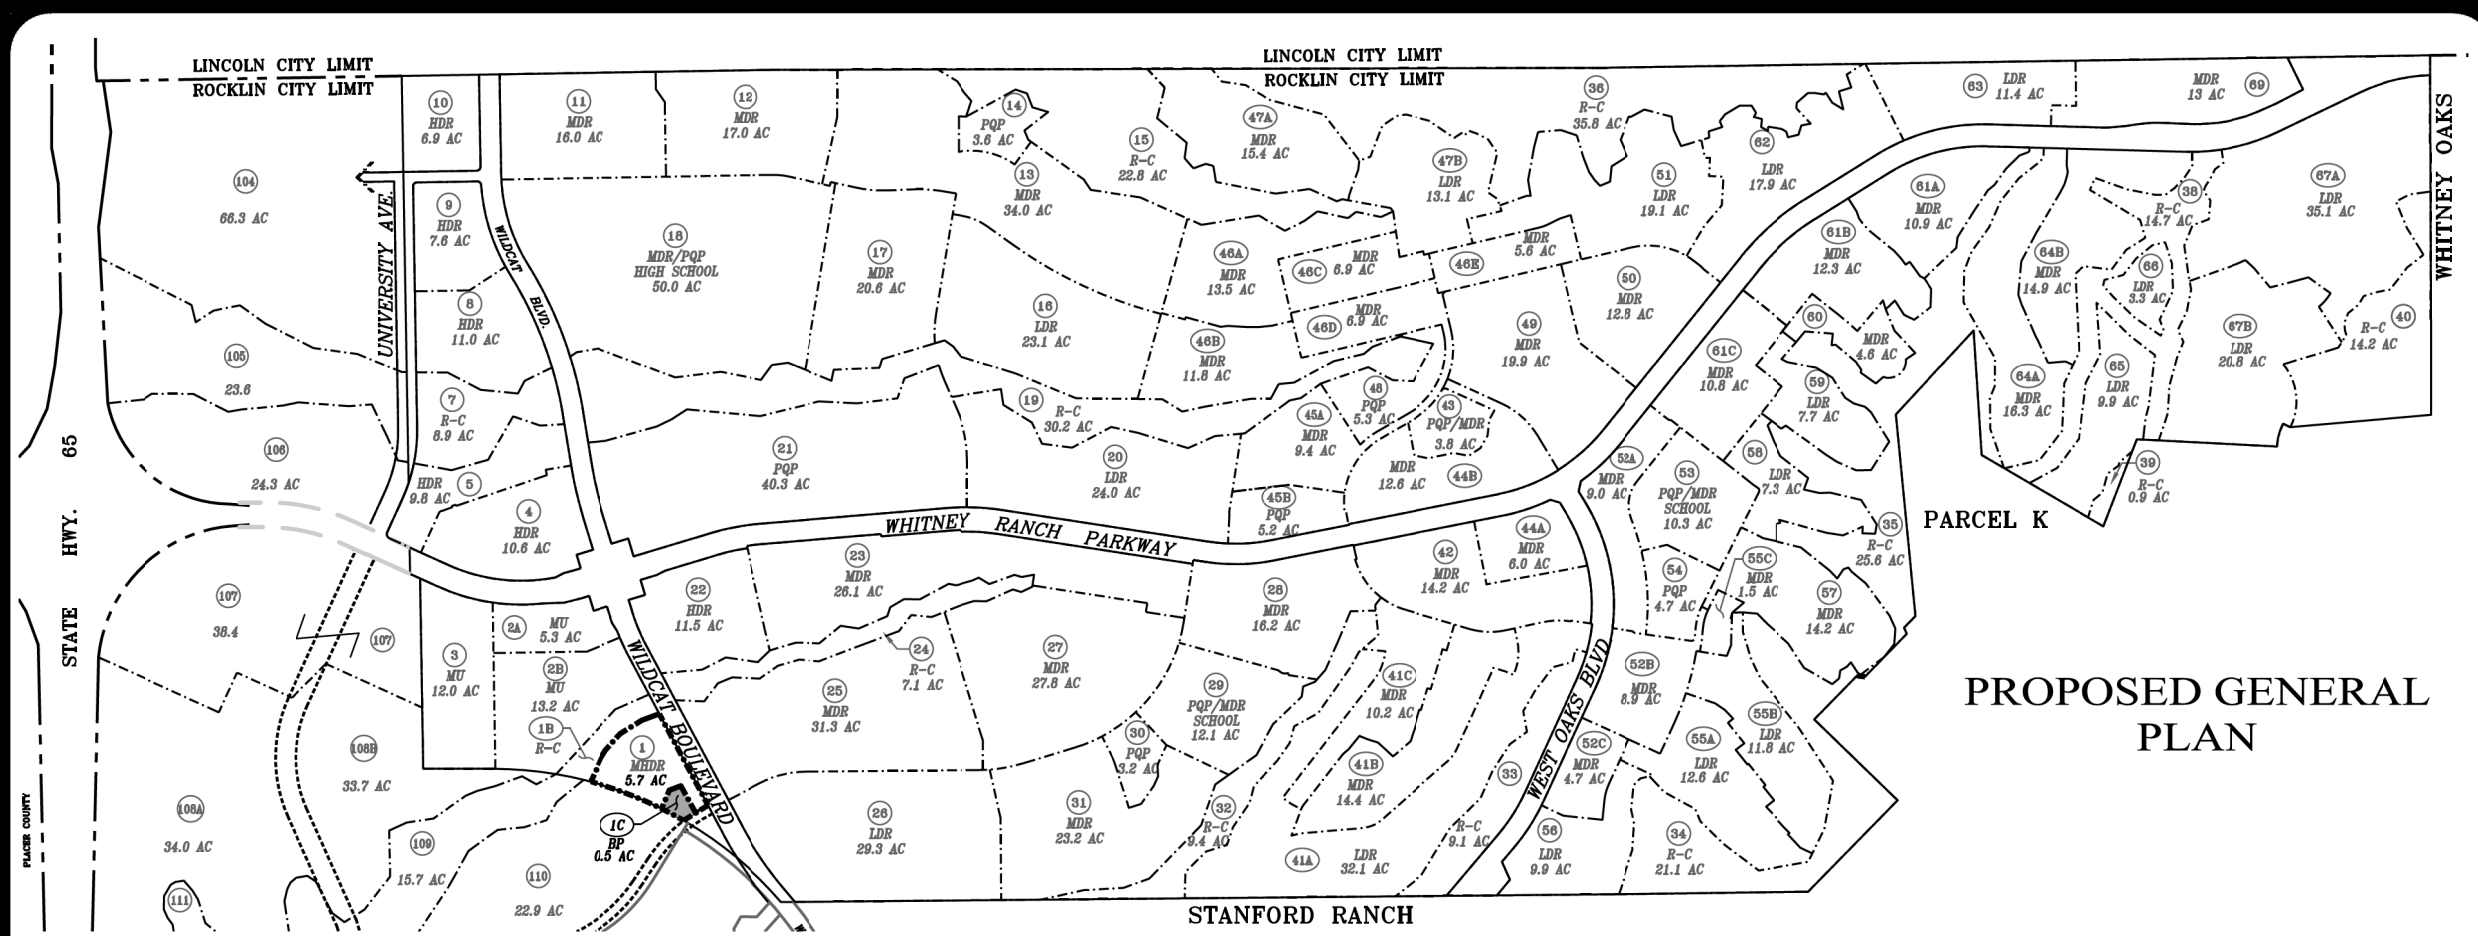 LINCOLN CITY LIMIT
ROCKLIN CITY LIMIT
LINCOLN CITY LIMIT
ROCKLIN CITY LIMIT
10
HDR
6.9 AC
11
MDR
16.0 AC
12
MDR
17.0 AC
14
PQP
3.6 AC
13
MDR
34.0 AC
15
R-C
22.8 AC
47A
MDR
15.4 AC
47B
LDR
13.1 AC
36
R-C
35.8 AC
51
LDR
19.1 AC
62
LDR
17.9 AC
63
LDR
11.4 AC
MDR
13 AC
69
WHITNEY OAKS
104
66.3 AC
UNIVERSITY AVE.
9
HDR
7.6 AC
WILDCAT
BLVD.
8
HDR
11.0 AC
18
MDR/PQP
HIGH SCHOOL
50.0 AC
17
MDR
20.6 AC
16
LDR
23.1 AC
46A
MDR
13.5 AC
46C
MDR
6.9 AC
46E
MDR
5.6 AC
46D
MDR
6.9 AC
46B
MDR
11.8 AC
50
MDR
12.8 AC
49
MDR
19.9 AC
61A
MDR
10.9 AC
61B
MDR
12.3 AC
61C
MDR
10.8 AC
60
MDR
4.6 AC
59
LDR
7.7 AC
64B
MDR
14.9 AC
38
R-C
14.7 AC
66
LDR
3.3 AC
67A
LDR
35.1 AC
67B
LDR
20.8 AC
40
R-C
14.2 AC
64A
MDR
16.3 AC
65
LDR
9.9 AC
39
R-C
0.9 AC
105
23.6
106
24.3 AC
7
R-C
8.9 AC
HDR
9.8 AC
5
4
HDR
10.6 AC
21
PQP
40.3 AC
19
R-C
30.2 AC
20
LDR
24.0 AC
45A
MDR
9.4 AC
48
PQP
5.3 AC
43
PQP/MDR
3.8 AC
45B
PQP
5.2 AC
MDR
12.6 AC
44B
52A
MDR
9.0 AC
53
PQP/MDR
SCHOOL
10.3 AC
58
LDR
7.3 AC
35
R-C
25.6 AC
PARCEL K
STATE HWY. 65
WHITNEY RANCH PARKWAY
107
38.4
107
3
MU
12.0 AC
2A
MU
5.3 AC
2B
MU
13.2 AC
1B
R-C
1
MHDR
5.7 AC
1C
BP
0.5 AC
WILDCAT BOULEVARD
22
HDR
11.5 AC
23
MDR
26.1 AC
24
R-C
7.1 AC
25
MDR
31.3 AC
27
MDR
27.8 AC
28
MDR
16.2 AC
42
MDR
14.2 AC
44A
MDR
6.0 AC
54
PQP
4.7 AC
55C
MDR
1.5 AC
57
MDR
14.2 AC
29
PQP/MDR
SCHOOL
12.1 AC
30
PQP
3.2 AC
41C
MDR
10.2 AC
41B
MDR
14.4 AC
33
R-C
9.1 AC
WEST OAKS BLVD
52B
MDR
8.9 AC
52C
MDR
4.7 AC
55A
LDR
12.6 AC
55B
LDR
11.8 AC
PROPOSED GENERAL
PLAN
PLACER COUNTY
108A
34.0 AC
108B
33.7 AC
109
15.7 AC
110
22.9 AC
111
26
LDR
29.3 AC
31
MDR
23.2 AC
32
R-C
9.4 AC
41A
LDR
32.1 AC
56
LDR
9.9 AC
34
R-C
21.1 AC
STANFORD RANCH